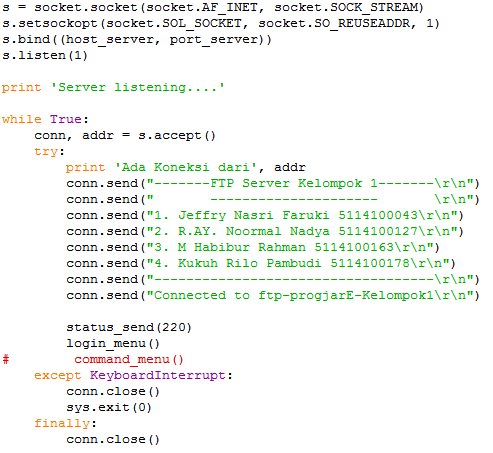 s = socket.socket(socket.AF_INET, socket.SOCK_STREAM)
s.setsockopt(socket.SOL_SOCKET, socket.SO_REUSEADDR, 1)
s.bind((host_server, port_server))
s.listen(1)

print 'Server listening....'

while True:
    conn, addr = s.accept()
    try:
        print 'Ada Koneksi dari', addr
        conn.send("-------FTP Server Kelompok 1-------\r\n")
        conn.send("       ---------------------       \r\n")
        conn.send("1. Jeffry Nasri Faruki 5114100043\r\n")
        conn.send("2. R.AY. Noormal Nadya 5114100127\r\n")
        conn.send("3. M Habibur Rahman 5114100163\r\n")
        conn.send("4. Kukuh Rilo Pambudi 5114100178\r\n")
        conn.send("-----------------------------------\r\n")
        conn.send("Connected to ftp-progjarE-Kelompok1\r\n")

        status_send(220)
        login_menu()
#        command_menu()
    except KeyboardInterrupt:
        conn.close()
        sys.exit(0)
    finally:
        conn.close()